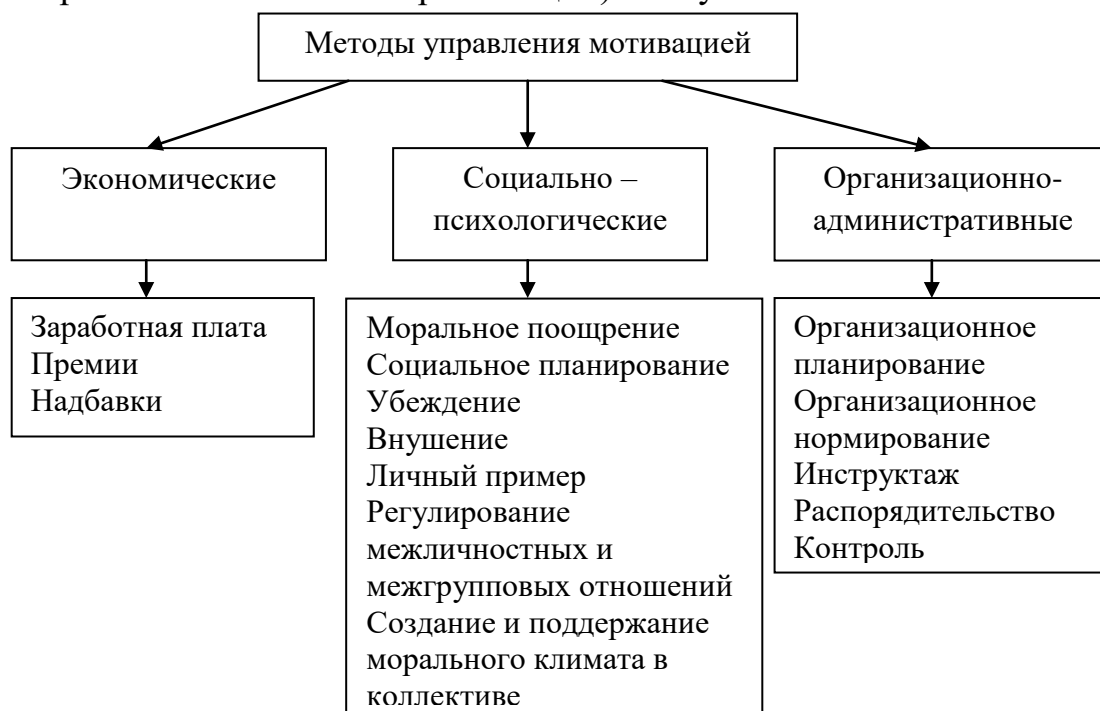 Методы управления мотивацией
Экономические
Социально –
психологические
Организационно-
административные
Заработная плата
Премии
Надбавки
Моральное поощрение
Социальное планирование
Убеждение
Внушение
Личный пример
Регулирование
межличностных и
межгрупповых отношений
Создание и поддержание
морального климата в
коллективе
Организационное
планирование
Организационное
нормирование
Инструктаж
Распорядительство
Контроль